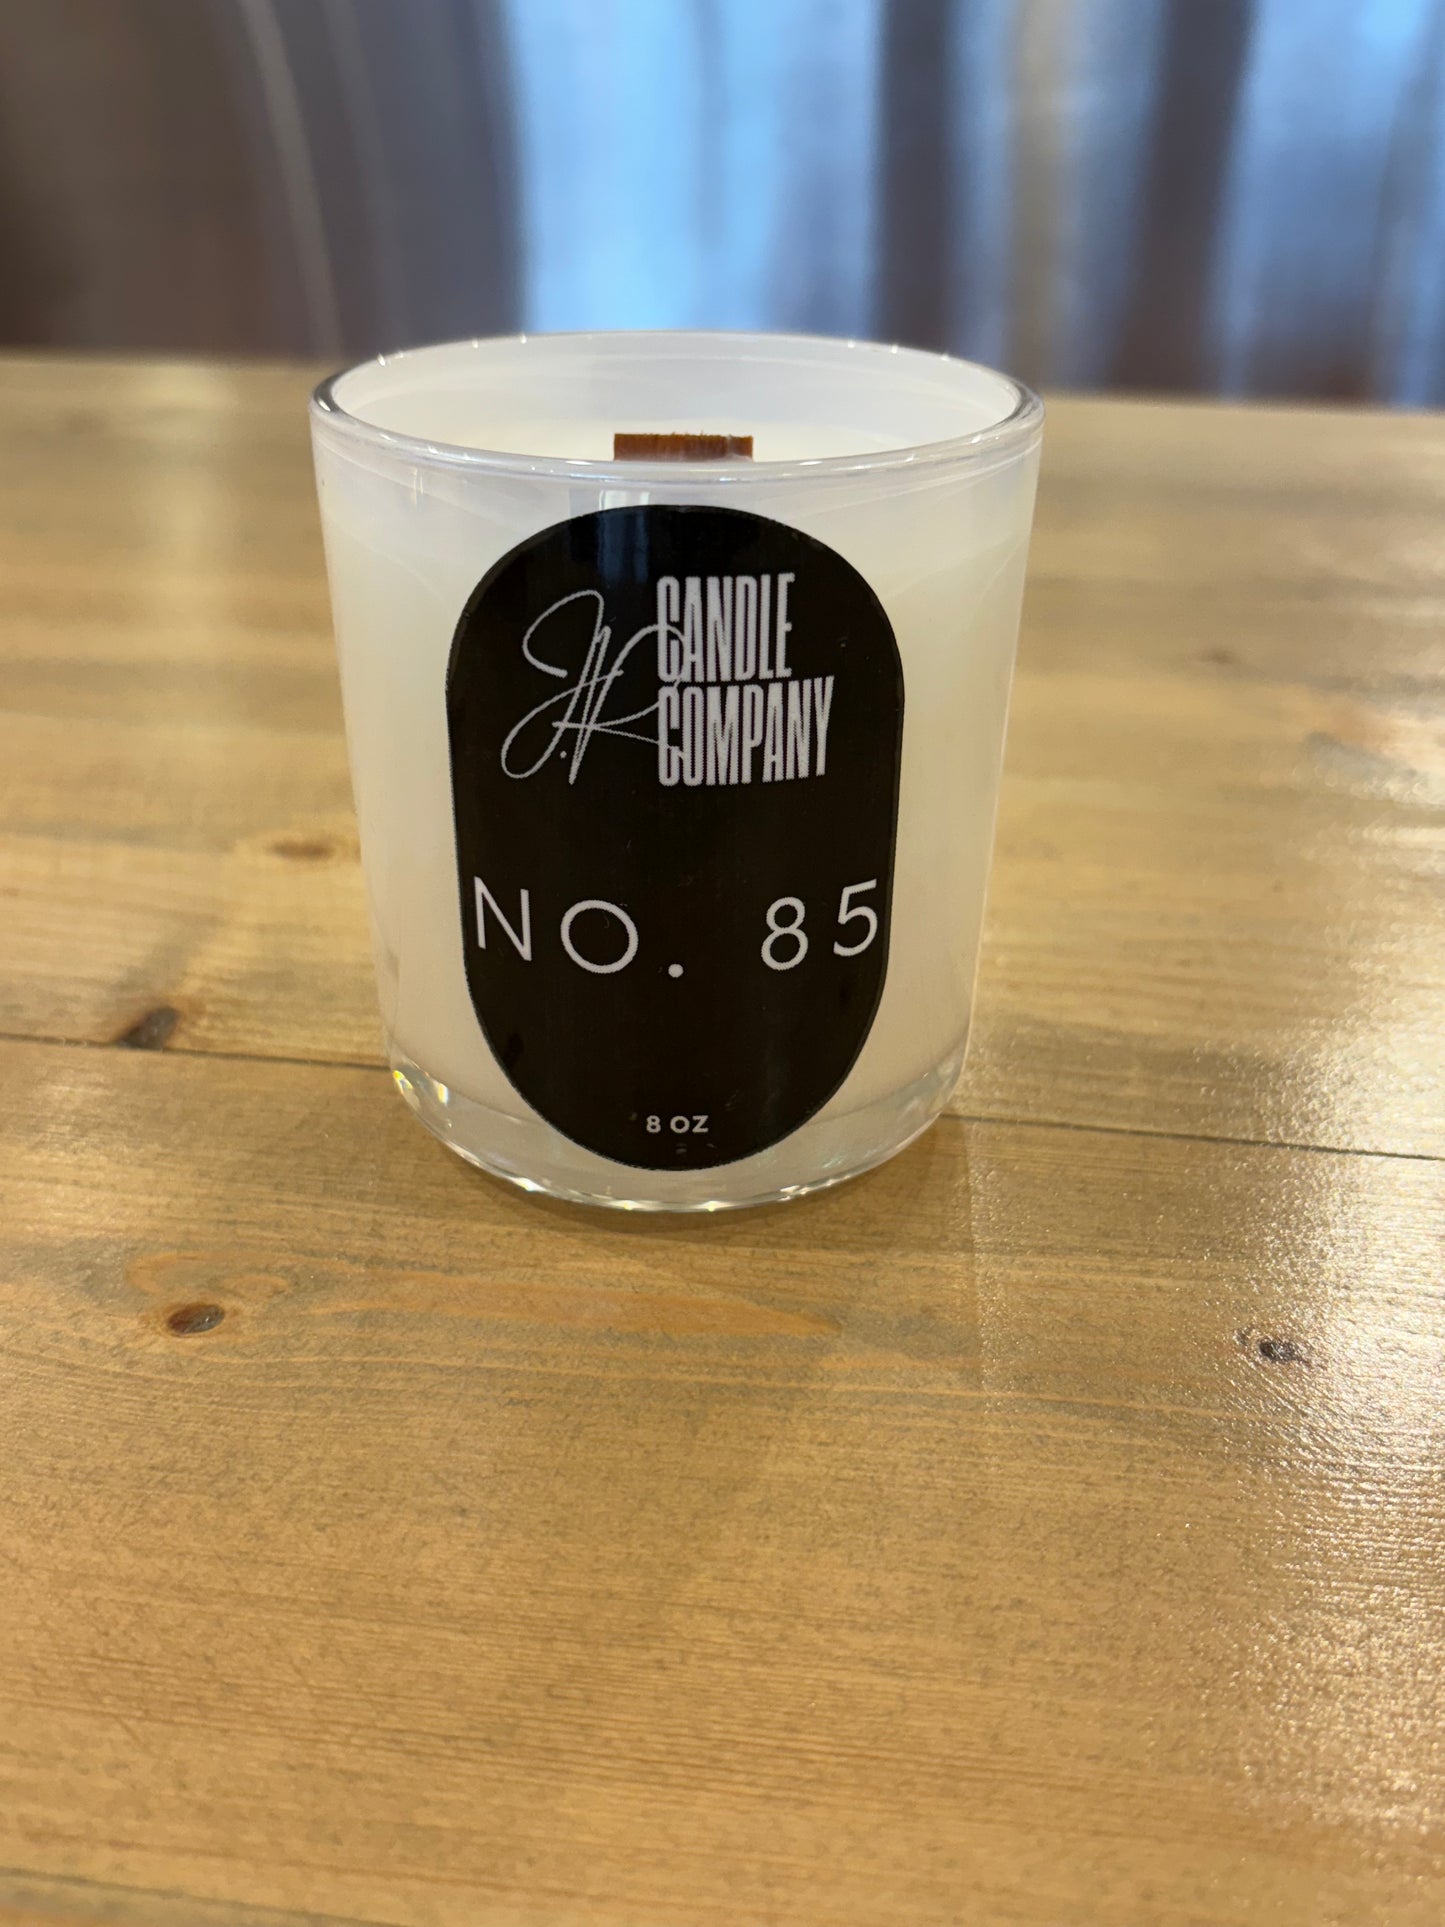 J.R. CANDLE
COMPANY
NO. 85
8 OZ